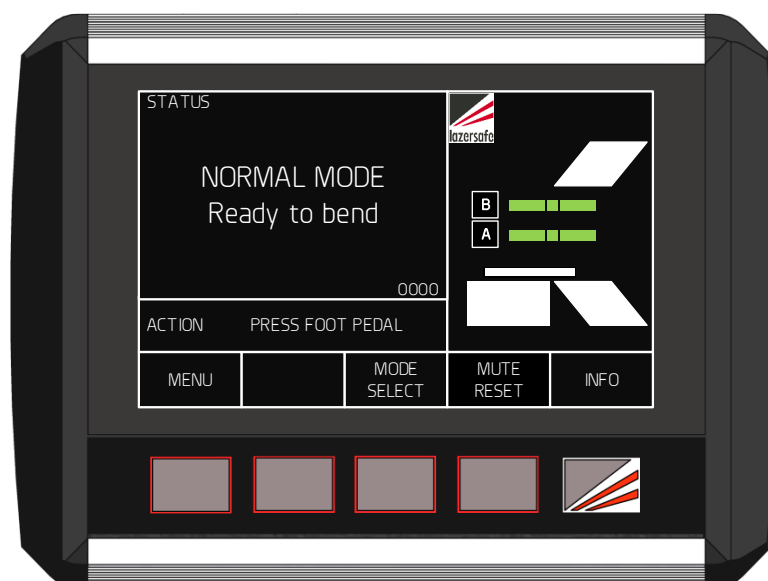 STATUS
lazersafe
NORMAL MODE
Ready to bend
B
A
0000
ACTION PRESS FOOT PEDAL
MENU
MODE
SELECT
MUTE
RESET
INFO